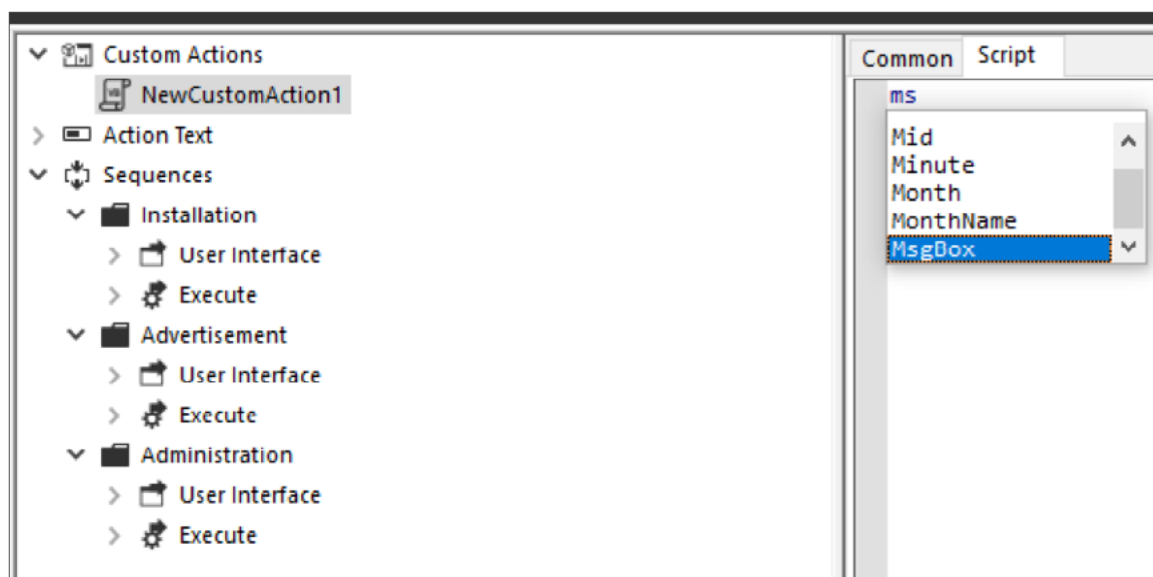 Custom Actions
NewCustomAction1
Action Text
Sequences
Installation
User Interface
Execute
Advertisement
User Interface
Execute
Administration
User Interface
Execute
Common Script
ms
Mid
Minute
Month
MonthName
MsgBox